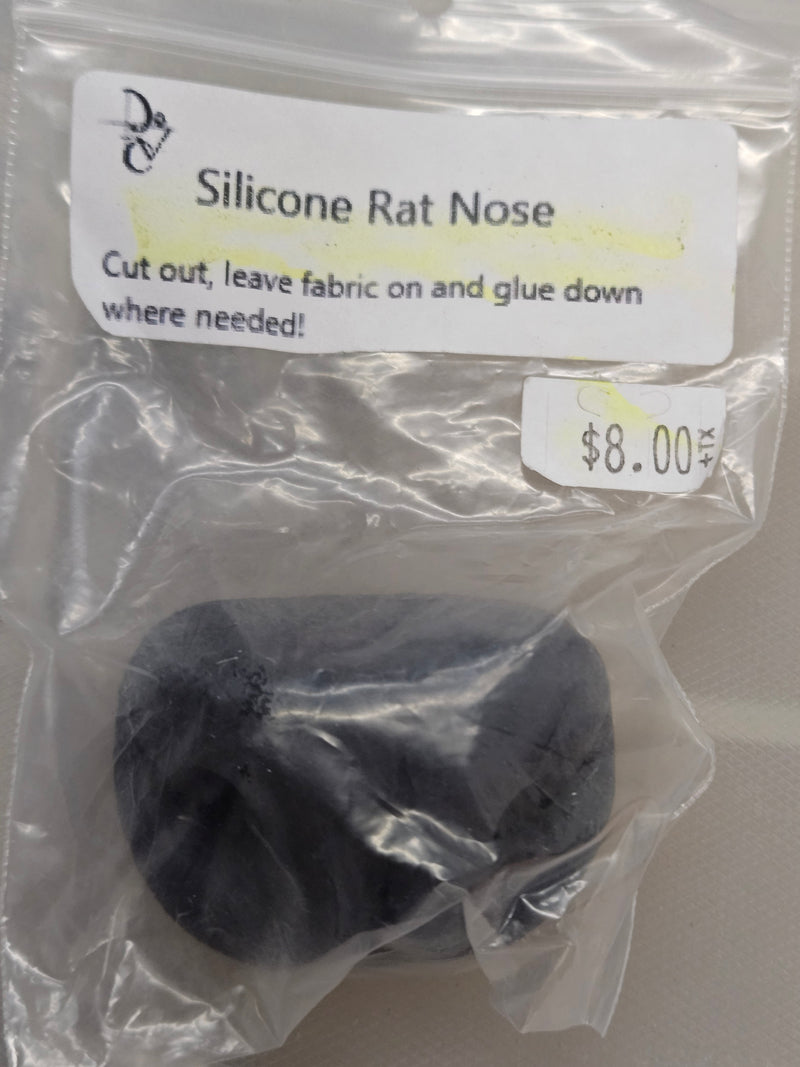 Silicone Rat Nose
Cut out, leave fabric on and glue down
where needed!
$8.00 +TX